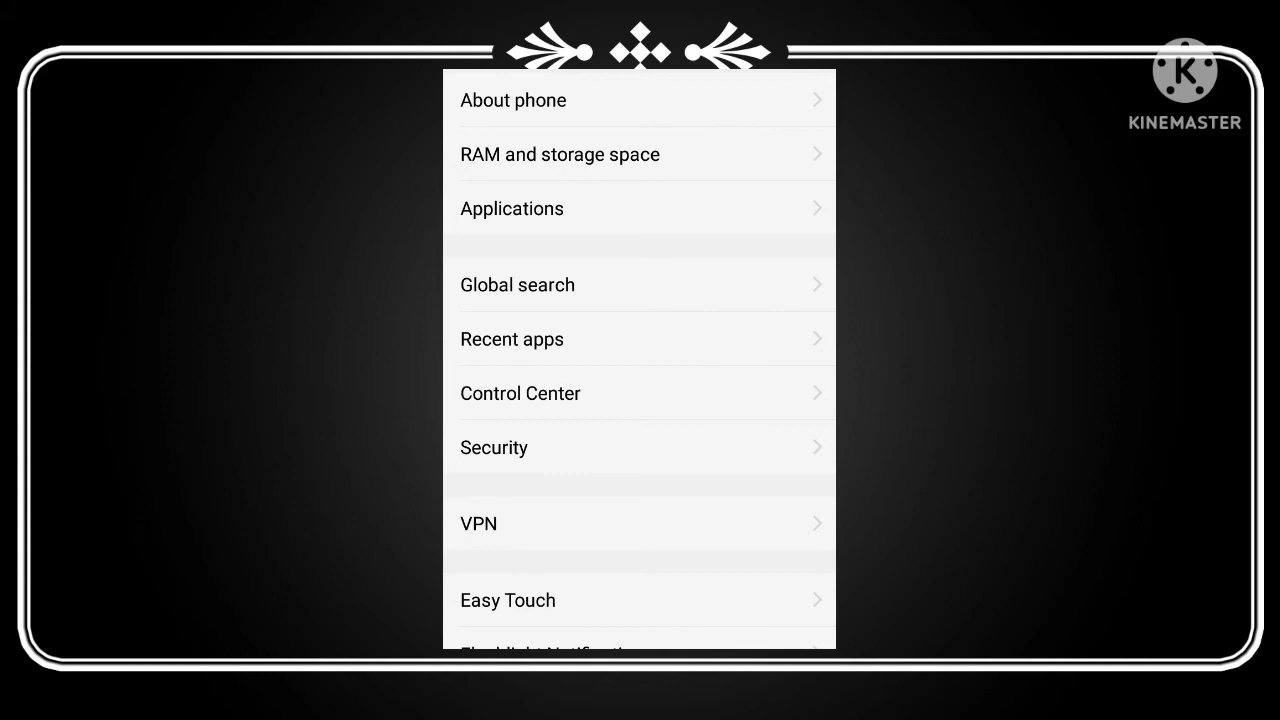 KINEMASTER
About phone
RAM and storage space
Applications
Global search
Recent apps
Control Center
Security
VPN
Easy Touch